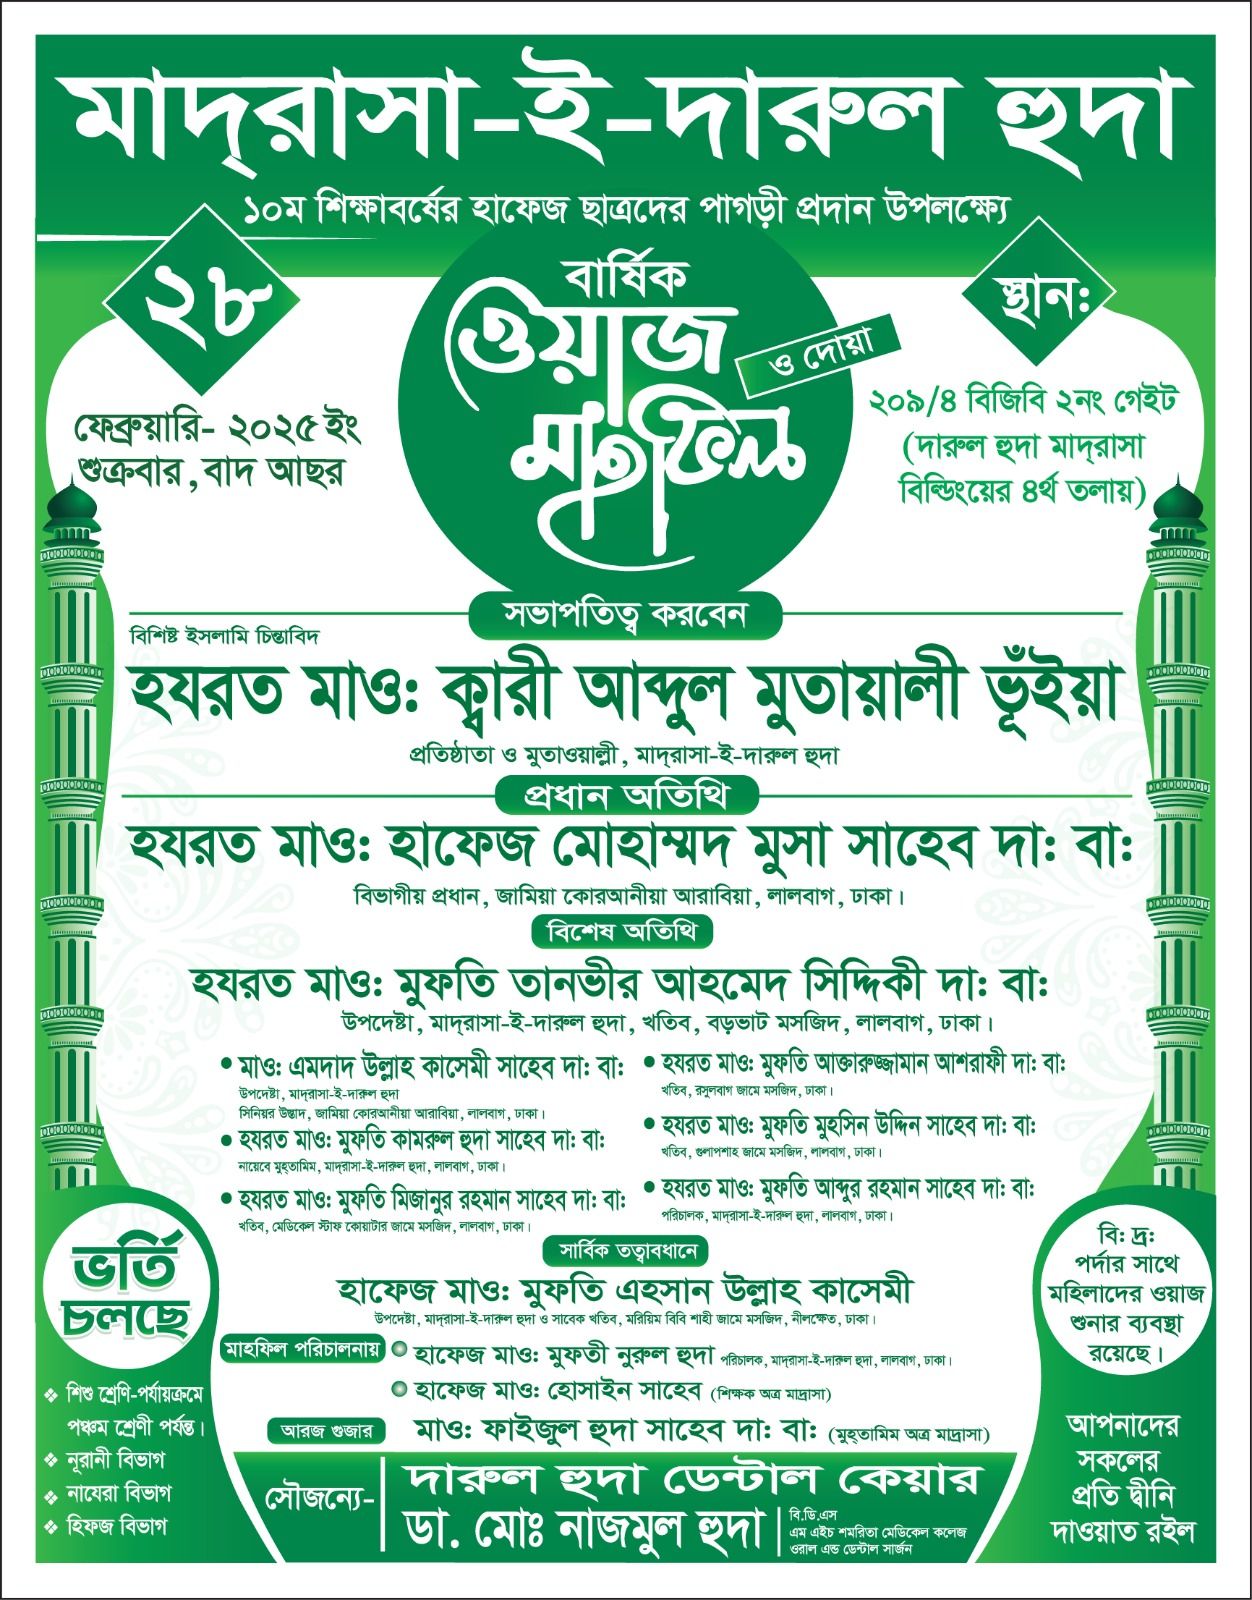 মাদ্‌রাসা-ই-দারুল হুদা
১০ম শিক্ষাবর্ষের হাফেজ ছাত্রদের পাগড়ী প্রদান উপলক্ষ্যে
২৮
ফেব্রুয়ারি- ২০২৫ ইং
শুক্রবার, বাদ আছর
বার্ষিক
ওয়াজ
মাহফিল
ও দোয়া
স্থান:
২০৯/৪ বিজিবি ২নং গেইট
(দারুল হুদা মাদ্‌রাসা
বিল্ডিংয়ের ৪র্থ তলায়)
সভাপতিত্ব করবেন
বিশিষ্ট ইসলামি চিন্তাবিদ
হযরত মাও: ক্বারী আব্দুল মুতায়ালী ভূঁইয়া
প্রতিষ্ঠাতা ও মুতাওয়াল্লী, মাদ্‌রাসা-ই-দারুল হুদা
প্রধান অতিথি
হযরত মাও: হাফেজ মোহাম্মদ মুসা সাহেব দা: বা:
বিভাগীয় প্রধান, জামিয়া কোরআনীয়া আরাবিয়া, লালবাগ, ঢাকা।
বিশেষ অতিথি
হযরত মাও: মুফতি তানভীর আহমেদ সিদ্দিকী দা: বা:
উপদেষ্টা, মাদ্‌রাসা-ই-দারুল হুদা, খতিব, বড়ভাট মসজিদ, লালবাগ, ঢাকা।
• মাও: এমদাদ উল্লাহ কাসেমী সাহেব দা: বা:
উপদেষ্টা, মাদ্‌রাসা-ই-দারুল হুদা
সিনিয়র উস্তাদ, জামিয়া কোরআনীয়া আরাবিয়া, লালবাগ, ঢাকা।
• হযরত মাও: মুফতি কামরুল হুদা সাহেব দা: বা:
নায়েবে মুহ্‌তামিম, মাদ্‌রাসা-ই-দারুল হুদা, লালবাগ, ঢাকা।
• হযরত মাও: মুফতি মিজানুর রহমান সাহেব দা: বা:
খতিব, মেডিকেল স্টাফ কোয়াটার জামে মসজিদ, লালবাগ, ঢাকা।
• হযরত মাও: মুফতি আক্তারুজ্জামান আশরাফী দা: বা:
খতিব, রসুলবাগ জামে মসজিদ, ঢাকা।
• হযরত মাও: মুফতি মুহসিন উদ্দিন সাহেব দা: বা:
খতিব, গুলাপশাহ জামে মসজিদ, লালবাগ, ঢাকা।
• হযরত মাও: মুফতি আব্দুর রহমান সাহেব দা: বা:
পরিচালক, মাদ্‌রাসা-ই-দারুল হুদা, লালবাগ, ঢাকা।
সার্বিক তত্বাবধানে
হাফেজ মাও: মুফতি এহসান উল্লাহ কাসেমী
উপদেষ্টা, মাদ্‌রাসা-ই-দারুল হুদা ও সাবেক খতিব, মরিয়িম বিবি শাহী জামে মসজিদ, নীলক্ষেত, ঢাকা।
মাহফিল পরিচালনায়
হাফেজ মাও: মুফতী নুরুল হুদা পরিচালক, মাদ্‌রাসা-ই-দারুল হুদা, লালবাগ, ঢাকা।
হাফেজ মাও: হোসাইন সাহেব (শিক্ষক অত্র মাদ্রাসা)
আরজ গুজার মাও: ফাইজুল হুদা সাহেব দা: বা: (মুহ্‌তামিম অত্র মাদ্রাসা)
ভর্তি
চলছে
❖ শিশু শ্রেণি-পর্যায়ক্রমে
পঞ্চম শ্রেণী পর্যন্ত।
❖ নূরানী বিভাগ
❖ নাযেরা বিভাগ
❖ হিফজ বিভাগ
সৌজন্যে-
দারুল হুদা ডেন্টাল কেয়ার
ডা. মোঃ নাজমুল হুদা
বি.ডি.এস
এম এইচ শমরিতা মেডিকেল কলেজ
ওরাল এন্ড ডেন্টাল সার্জন
বি: দ্র:
পর্দার সাথে
মহিলাদের ওয়াজ
শুনার ব্যবস্থা
রয়েছে।
আপনাদের
সকলের
প্রতি দ্বীনি
দাওয়াত রইল